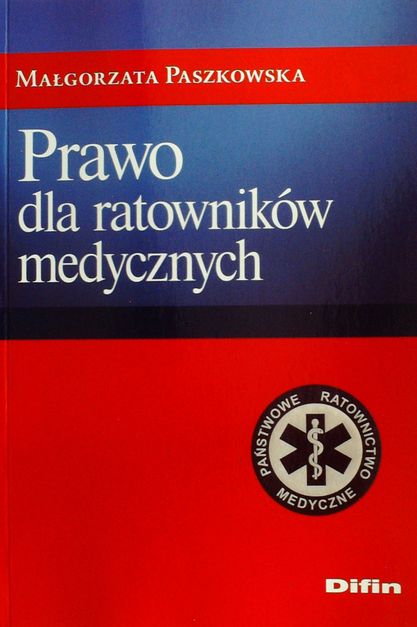 MAŁGORZATA PASZKOWSKA
Prawo
dla ratowników
medycznych
PAŃSTWOWE RATOWNICTWO
MEDYCZNE
Difin